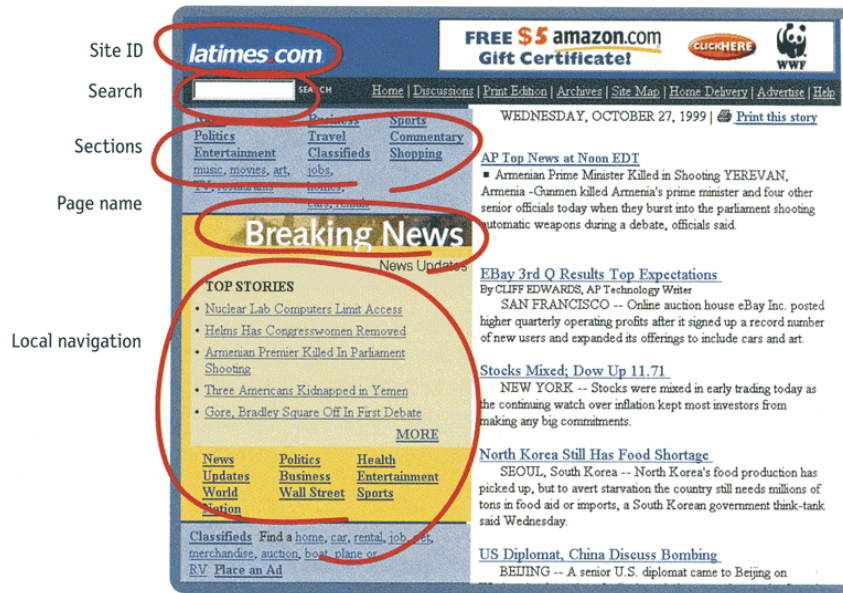 Site ID
Search
Sections
Page name
Local navigation
latimes.com
FREE $5 amazon.com
Gift Certificate!
CLICK HERE
WWF
SEARCH
Home | Discussions | Print Edition | Archives | Site Map | Home Delivery | Advertise | Help
Business Sports
Politics Travel Commentary
Entertainment Classifieds Shopping
music, movies, art, jobs,
TV, restaurants homes,
cars, rentals
Breaking News
News Updates
TOP STORIES
• Nuclear Lab Computers Limit Access
• Helms Has Congresswomen Removed
• Armenian Premier Killed In Parliament
Shooting
• Three Americans Kidnapped in Yemen
• Gore, Bradley Square Off In First Debate
MORE
News Politics Health
Updates Business Entertainment
World Wall Street Sports
Nation
Classifieds Find a home, car, rental, job, pet,
merchandise, auction, boat, plane or
RV Place an Ad
WEDNESDAY, OCTOBER 27, 1999 | Print this story
AP Top News at Noon EDT
■ Armenian Prime Minister Killed in Shooting YEREVAN,
Armenia -Gunmen killed Armenia's prime minister and four other
senior officials today when they burst into the parliament shooting
automatic weapons during a debate, officials said.
EBay 3rd Q Results Top Expectations
By CLIFF EDWARDS, AP Technology Writer
SAN FRANCISCO -- Online auction house eBay Inc. posted
higher quarterly operating profits after it signed up a record number
of new users and expanded its offerings to include cars and art.
Stocks Mixed; Dow Up 11.71
NEW YORK -- Stocks were mixed in early trading today as
the continuing watch over inflation kept most investors from
making any big commitments.
North Korea Still Has Food Shortage
SEOUL, South Korea -- North Korea's food production has
picked up, but to avert starvation the country still needs millions of
tons in food aid or imports, a South Korean government think-tank
said Wednesday.
US Diplomat, China Discuss Bombing
BEIJING -- A senior U.S. diplomat came to Beijing on